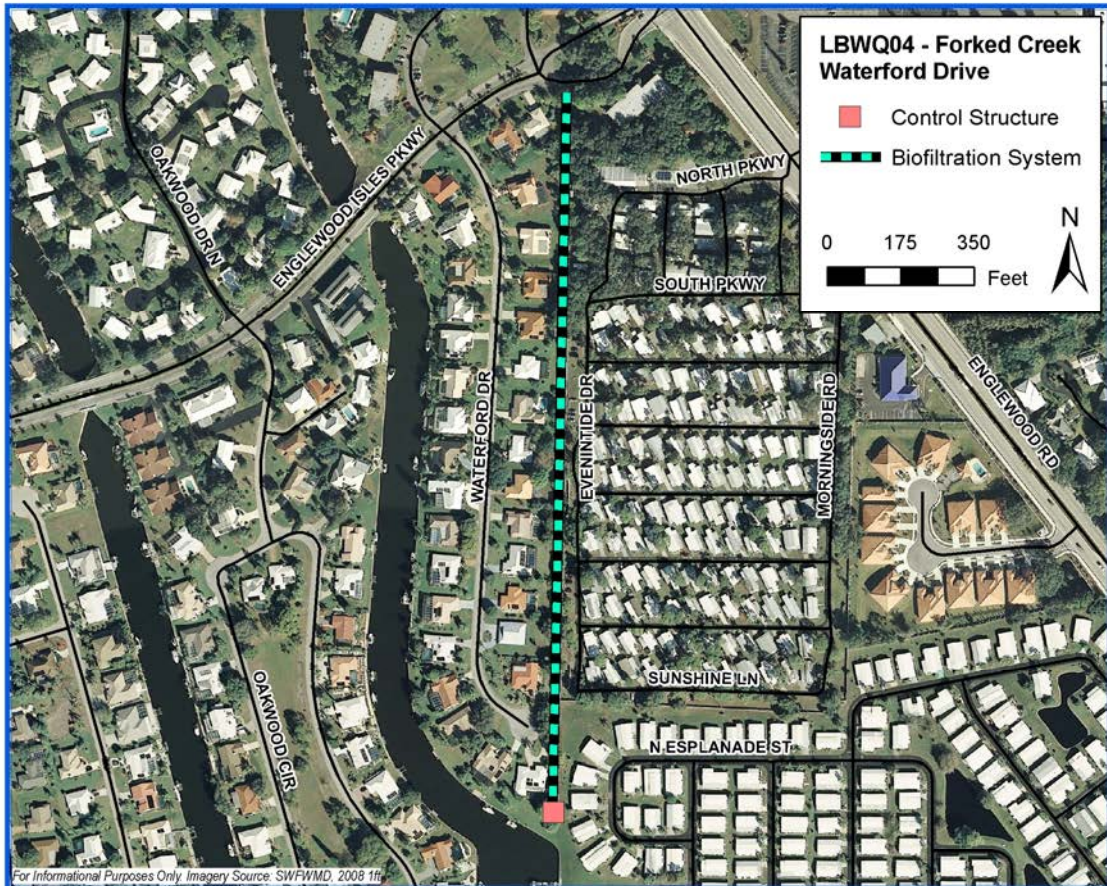 LBWQ04 - Forked Creek
Waterford Drive
Control Structure
Biofiltration System
N
0 175 350
Feet
OAKWOOD DR N
ENGLEWOOD ISLES PKWY
NORTH PKWY
SOUTH PKWY
WATERFORD DR
EVENINTIDE DR
MORNINGSIDE RD
ENGLEWOOD RD
OAKWOOD CIR
SUNSHINE LN
N ESPLANADE ST
For Informational Purposes Only. Imagery Source: SWFWMD, 2008 1ft